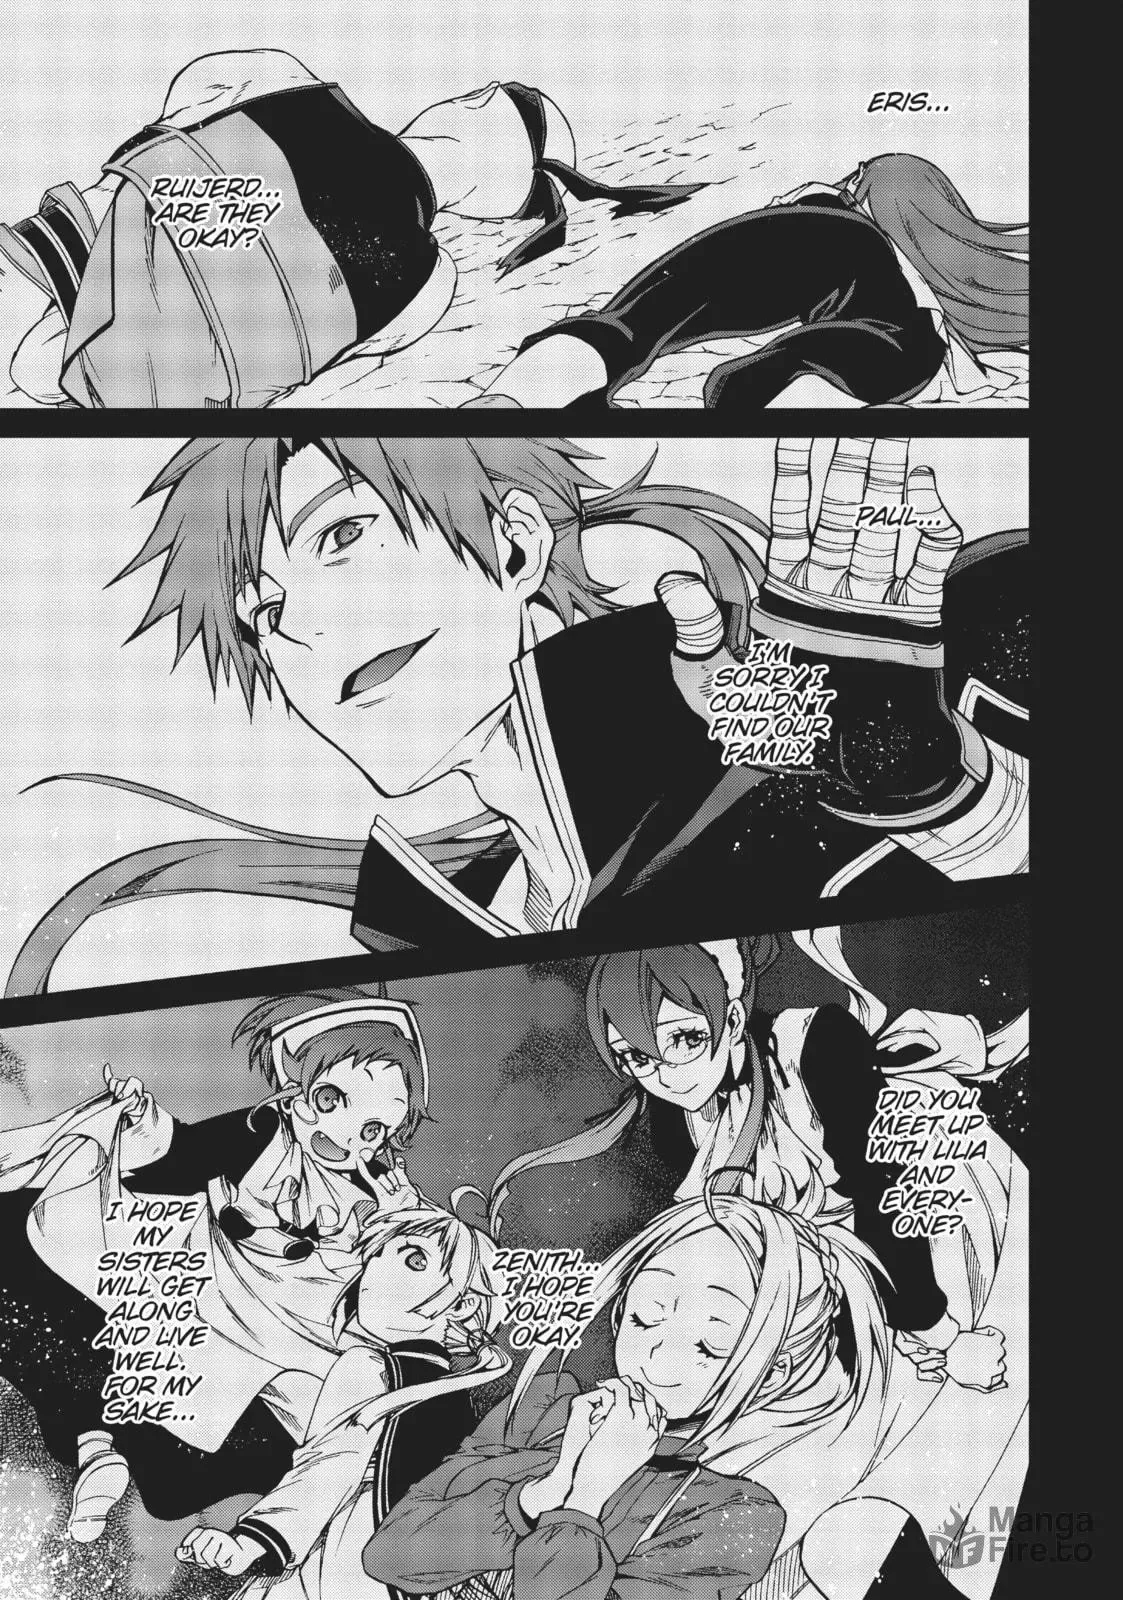 ERIS...
RUIJERD...
ARE THEY
OKAY?
PAUL...
I'M
SORRY I
COULDN'T
FIND OUR
FAMILY.
DID YOU
MEET UP
WITH LILIA
AND
EVERY-
ONE?
ZENITH...
I HOPE
YOU'RE
OKAY.
I HOPE
MY
SISTERS
WILL GET
ALONG
AND LIVE
WELL.
FOR MY
SAKE...
Manga
Fire.to